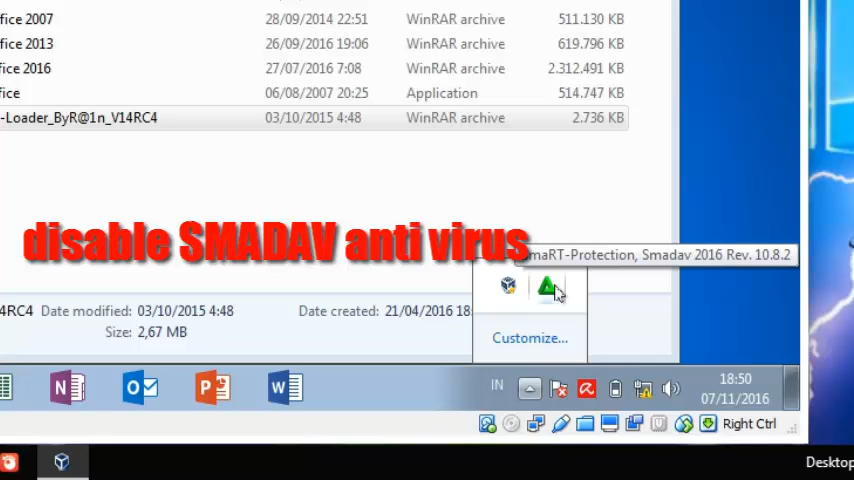 fice 2007 28/09/2014 22:51 WinRAR archive 511.130 KB
ice 2013 26/09/2016 19:06 WinRAR archive 619.796 KB
ice 2016 27/07/2016 7:08 WinRAR archive 2.312.491 KB
fice 06/08/2007 20:25 Application 514.747 KB
-Loader_ByR@1n_V14RC4 03/10/2015 4:48 WinRAR archive 2.736 KB
disable SMADAV anti virus
maRT-Protection, Smadav 2016 Rev. 10.8.2
4RC4 Date modified: 03/10/2015 4:48 Date created: 21/04/2016 18:
Size: 2,67 MB
Customize...
IN 18:50
07/11/2016
Right Ctrl
Desktop